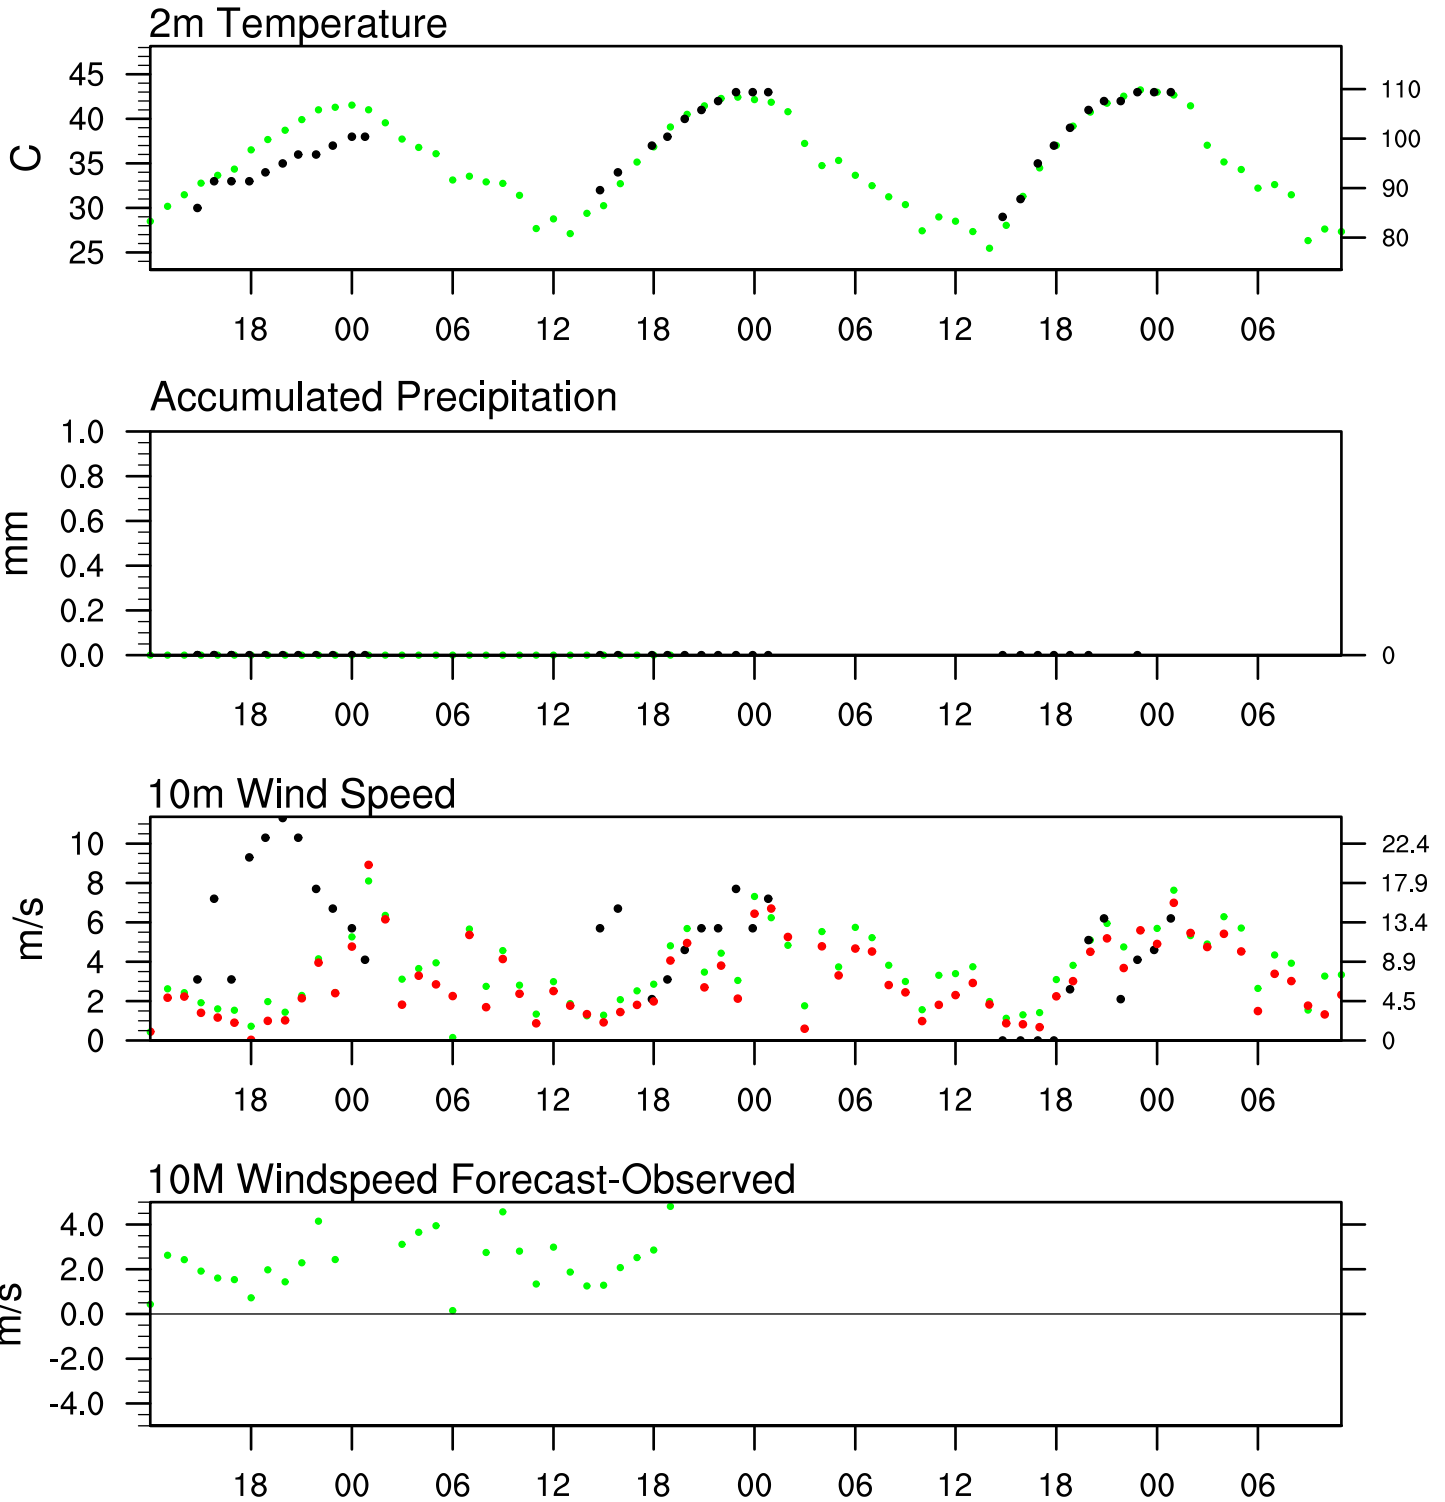 2m Temperature
45
40
35
30
25
C
110
100
90
80
18 00 06 12 18 00 06 12 18 00 06
Accumulated Precipitation
1.0
0.8
0.6
0.4
0.2
0.0
mm
0
18 00 06 12 18 00 06 12 18 00 06
10m Wind Speed
10
8
6
4
2
0
m/s
22.4
17.9
13.4
8.9
4.5
0
18 00 06 12 18 00 06 12 18 00 06
10M Windspeed Forecast-Observed
4.0
2.0
0.0
-2.0
-4.0
m/s
18 00 06 12 18 00 06 12 18 00 06